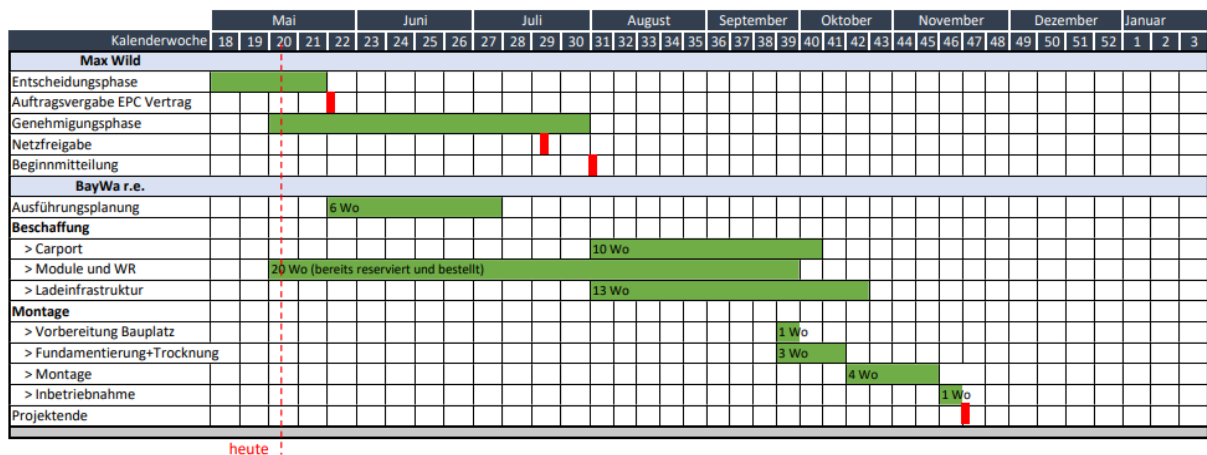 Mai Juni Juli August September Oktober November Dezember Januar
Kalenderwoche 18 19 20 21 22 23 24 25 26 27 28 29 30 31 32 33 34 35 36 37 38 39 40 41 42 43 44 45 46 47 48 49 50 51 52 1 2 3
Max Wild
Entscheidungsphase
Auftragsvergabe EPC Vertrag
Genehmigungsphase
Netzfreigabe
Beginnmitteilung
BayWa r.e.
Ausführungsplanung 6 Wo
Beschaffung
> Carport 10 Wo
> Module und WR 20 Wo (bereits reserviert und bestellt)
> Ladeinfrastruktur 13 Wo
Montage
> Vorbereitung Bauplatz 1 Wo
> Fundamentierung+Trocknung 3 Wo
> Montage 4 Wo
> Inbetriebnahme 1 Wo
Projektende
heute